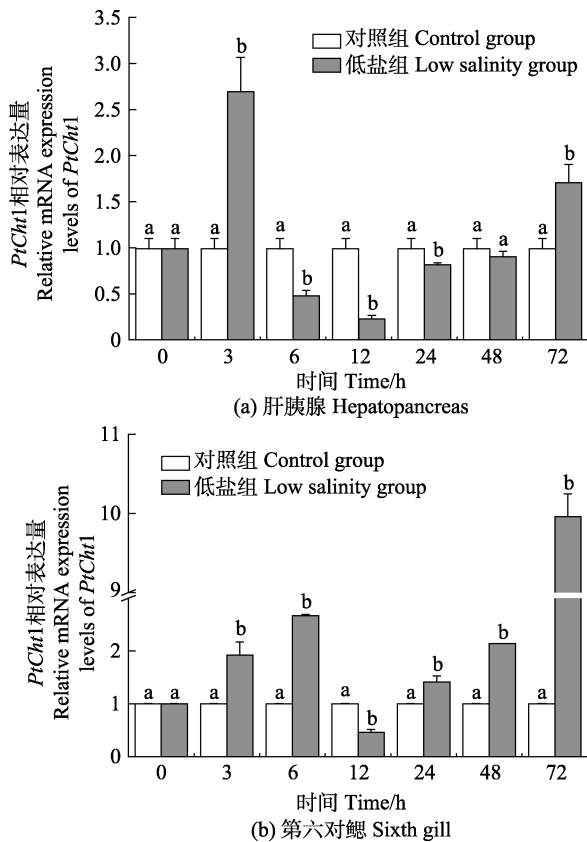 PtCht1相对表达量
Relative mRNA expression
levels of PtCht1
3.5
3.0
2.5
2.0
1.5
1.0
0.5
0
对照组 Control group
低盐组 Low salinity group
a a a b a b a b a b a a a b
0 3 6 12 24 48 72
时间 Time/h
(a) 肝胰腺 Hepatopancreas
PtCht1相对表达量
Relative mRNA expression
levels of PtCht1
11
10
9
2
1
0
对照组 Control group
低盐组 Low salinity group
a a a b a b a b a b a b a b
0 3 6 12 24 48 72
时间 Time/h
(b) 第六对鳃 Sixth gill